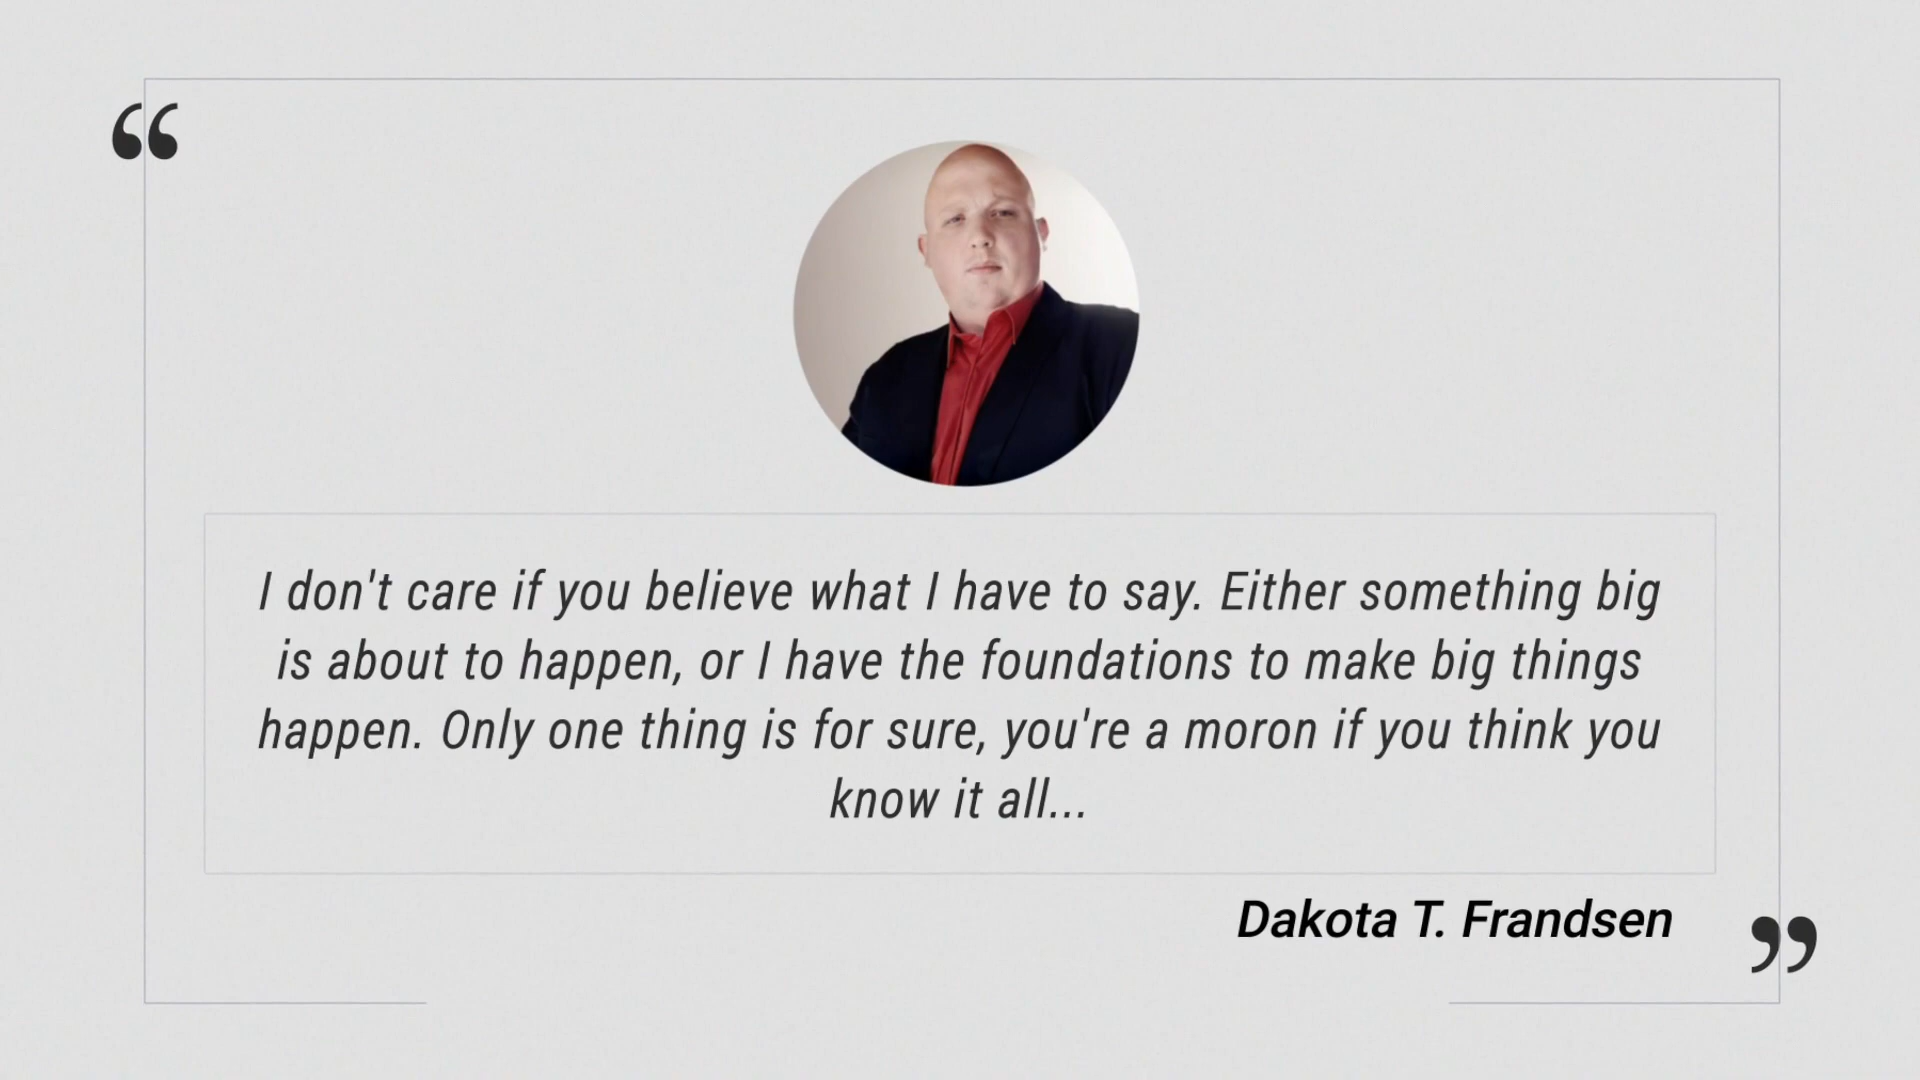 “
I don't care if you believe what I have to say. Either something big
is about to happen, or I have the foundations to make big things
happen. Only one thing is for sure, you're a moron if you think you
know it all...
Dakota T. Frandsen
”